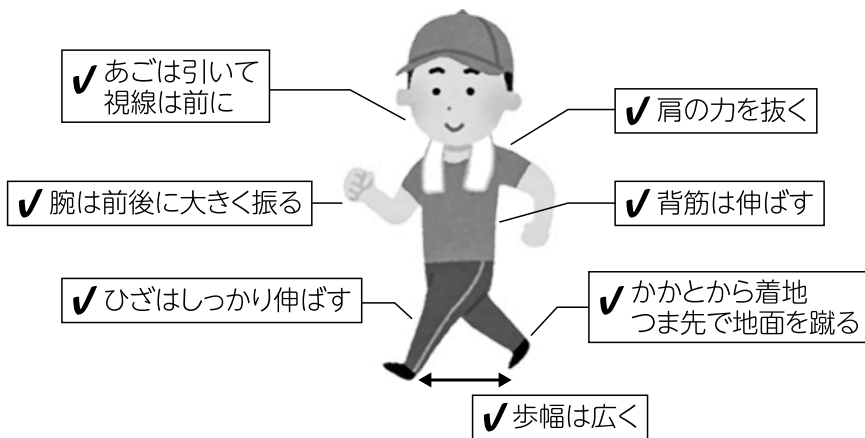 ✓ あごは引いて
視線は前に
✓ 肩の力を抜く
✓ 腕は前後に大きく振る
✓ 背筋は伸ばす
✓ ひざはしっかり伸ばす
✓ かかとから着地
つま先で地面を蹴る
✓ 歩幅は広く